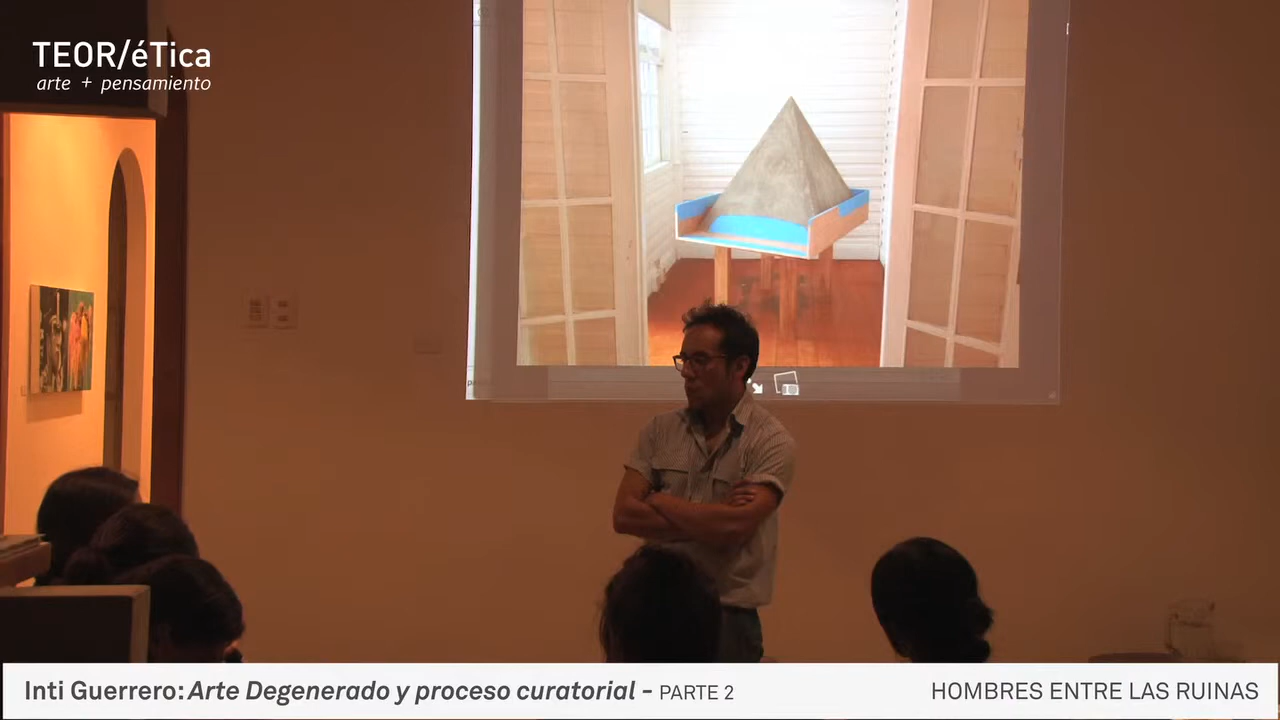 TEOR/éTica
arte + pensamiento
Inti Guerrero: Arte Degenerado y proceso curatorial - PARTE 2
HOMBRES ENTRE LAS RUINAS